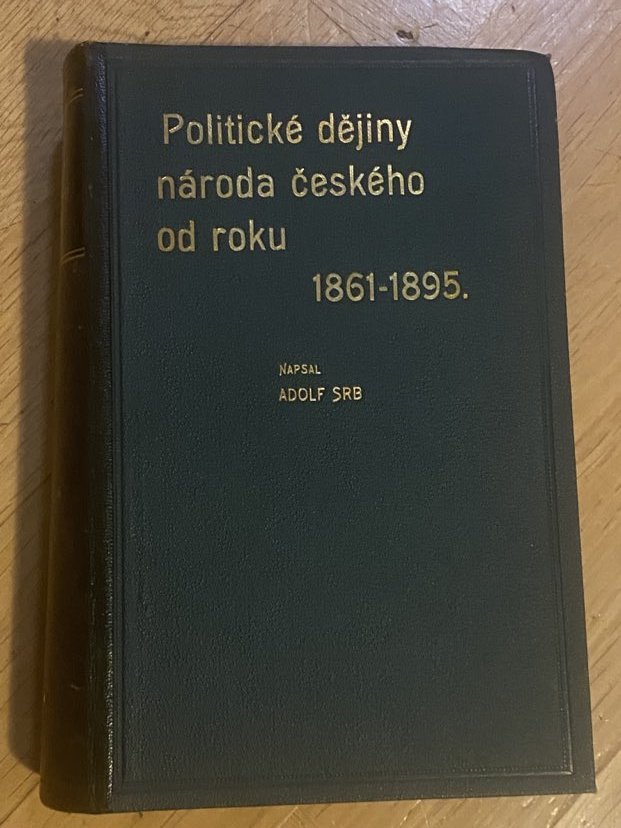 Politické dějiny
národa českého
od roku
1861-1895.
NAPSAL
ADOLF SRB